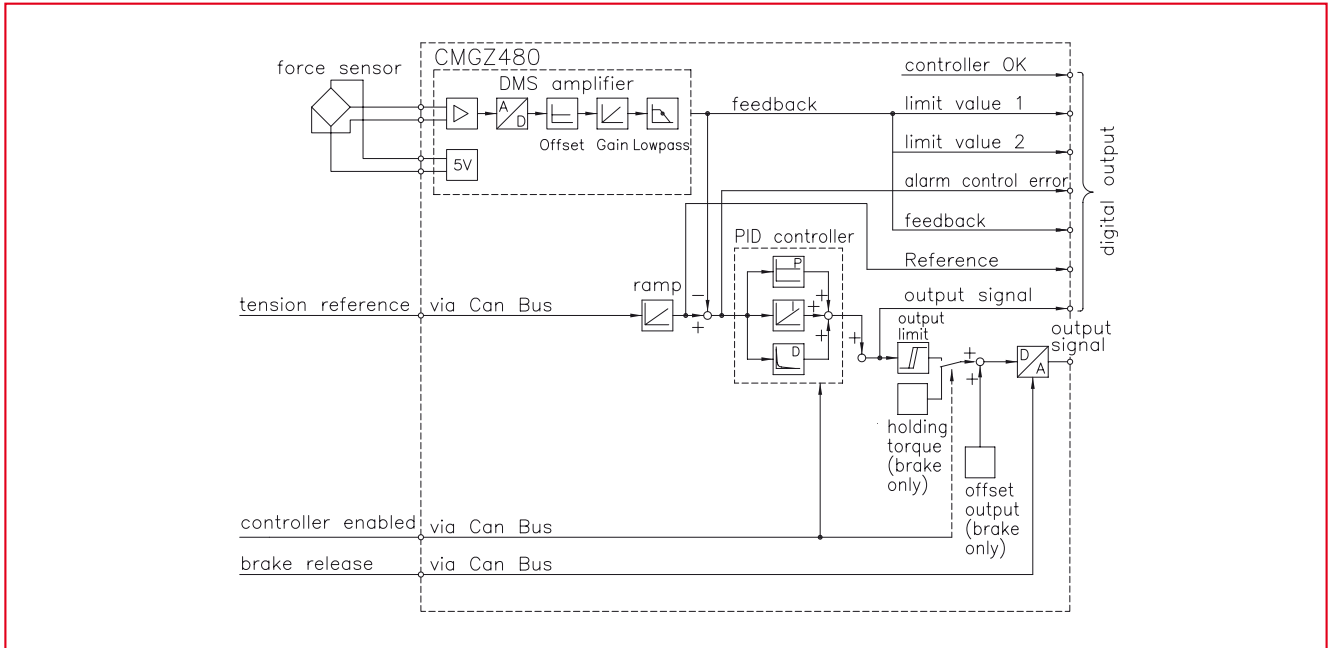 CMGZ480
force sensor
DMS amplifier
A
D
Offset
Gain
Lowpass
5V
feedback
controller OK
limit value 1
limit value 2
alarm control error
feedback
Reference
output signal
digital output
PID controller
P
I
D
ramp
tension reference
via Can Bus
−
+
+
+
+
+
output
limit
output
signal
+
+
D
A
holding
torque
(brake
only)
offset
output
(brake
only)
controller enabled
via Can Bus
brake release
via Can Bus